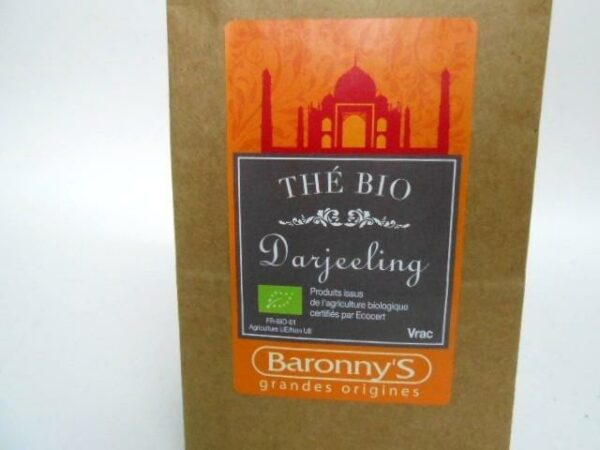 THÉ BIO
Darjeeling
Produits issus
de l'agriculture biologique
certifiés par Ecocert
FR-BIO-01
Agriculture UE/Non UE
Vrac
Baronny'S
grandes origines